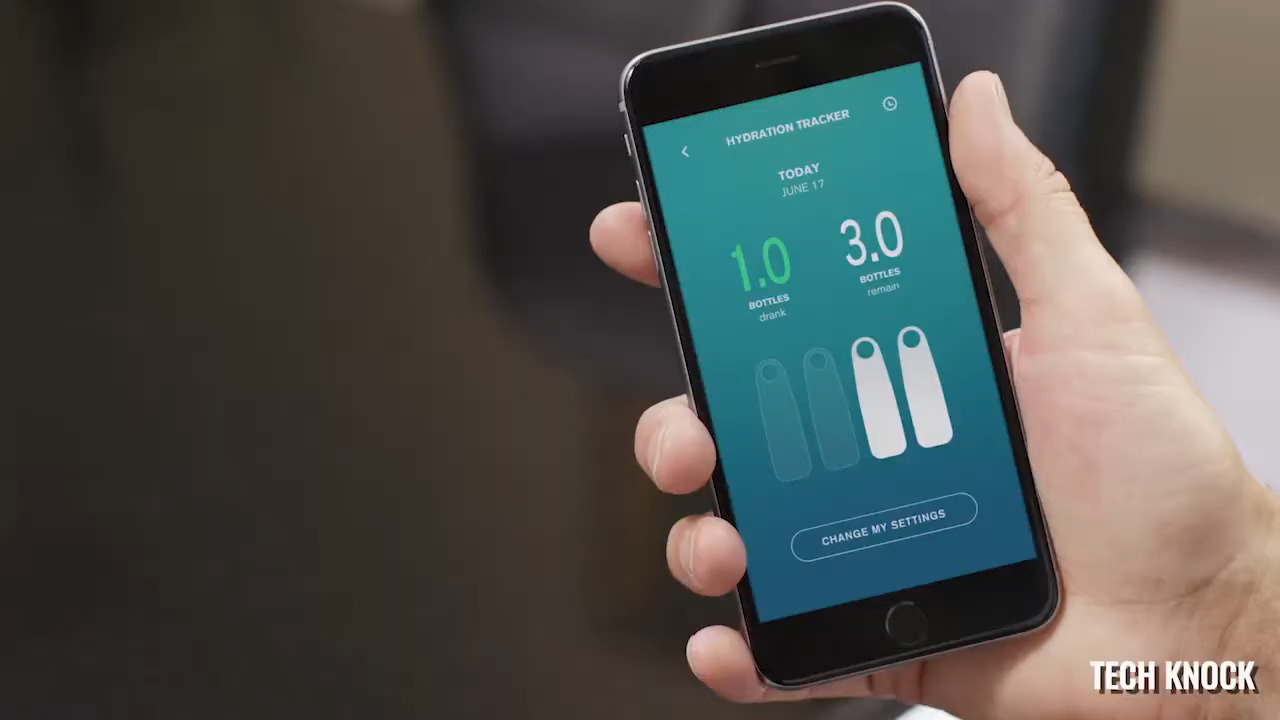 HYDRATION TRACKER
TODAY
JUNE 17
1.0
BOTTLES
drank
3.0
BOTTLES
remain
CHANGE MY SETTINGS
TECH KNOCK